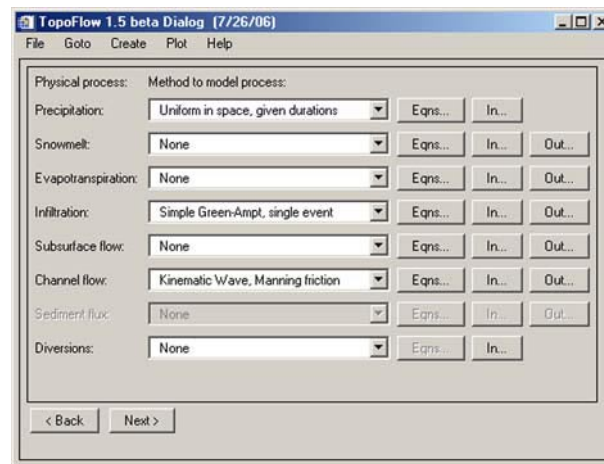 TopoFlow 1.5 beta Dialog (7/26/06)
File Goto Create Plot Help
Physical process: Method to model process:
Precipitation: Uniform in space, given durations Eqns... In...
Snowmelt: None Eqns... In... Out...
Evapotranspiration: None Eqns... In... Out...
Infiltration: Simple Green-Ampt, single event Eqns... In... Out...
Subsurface flow: None Eqns... In... Out...
Channel flow: Kinematic Wave, Manning friction Eqns... In... Out...
Sediment flux: None Eqns... In... Out...
Diversions: None Eqns... In...
< Back Next >